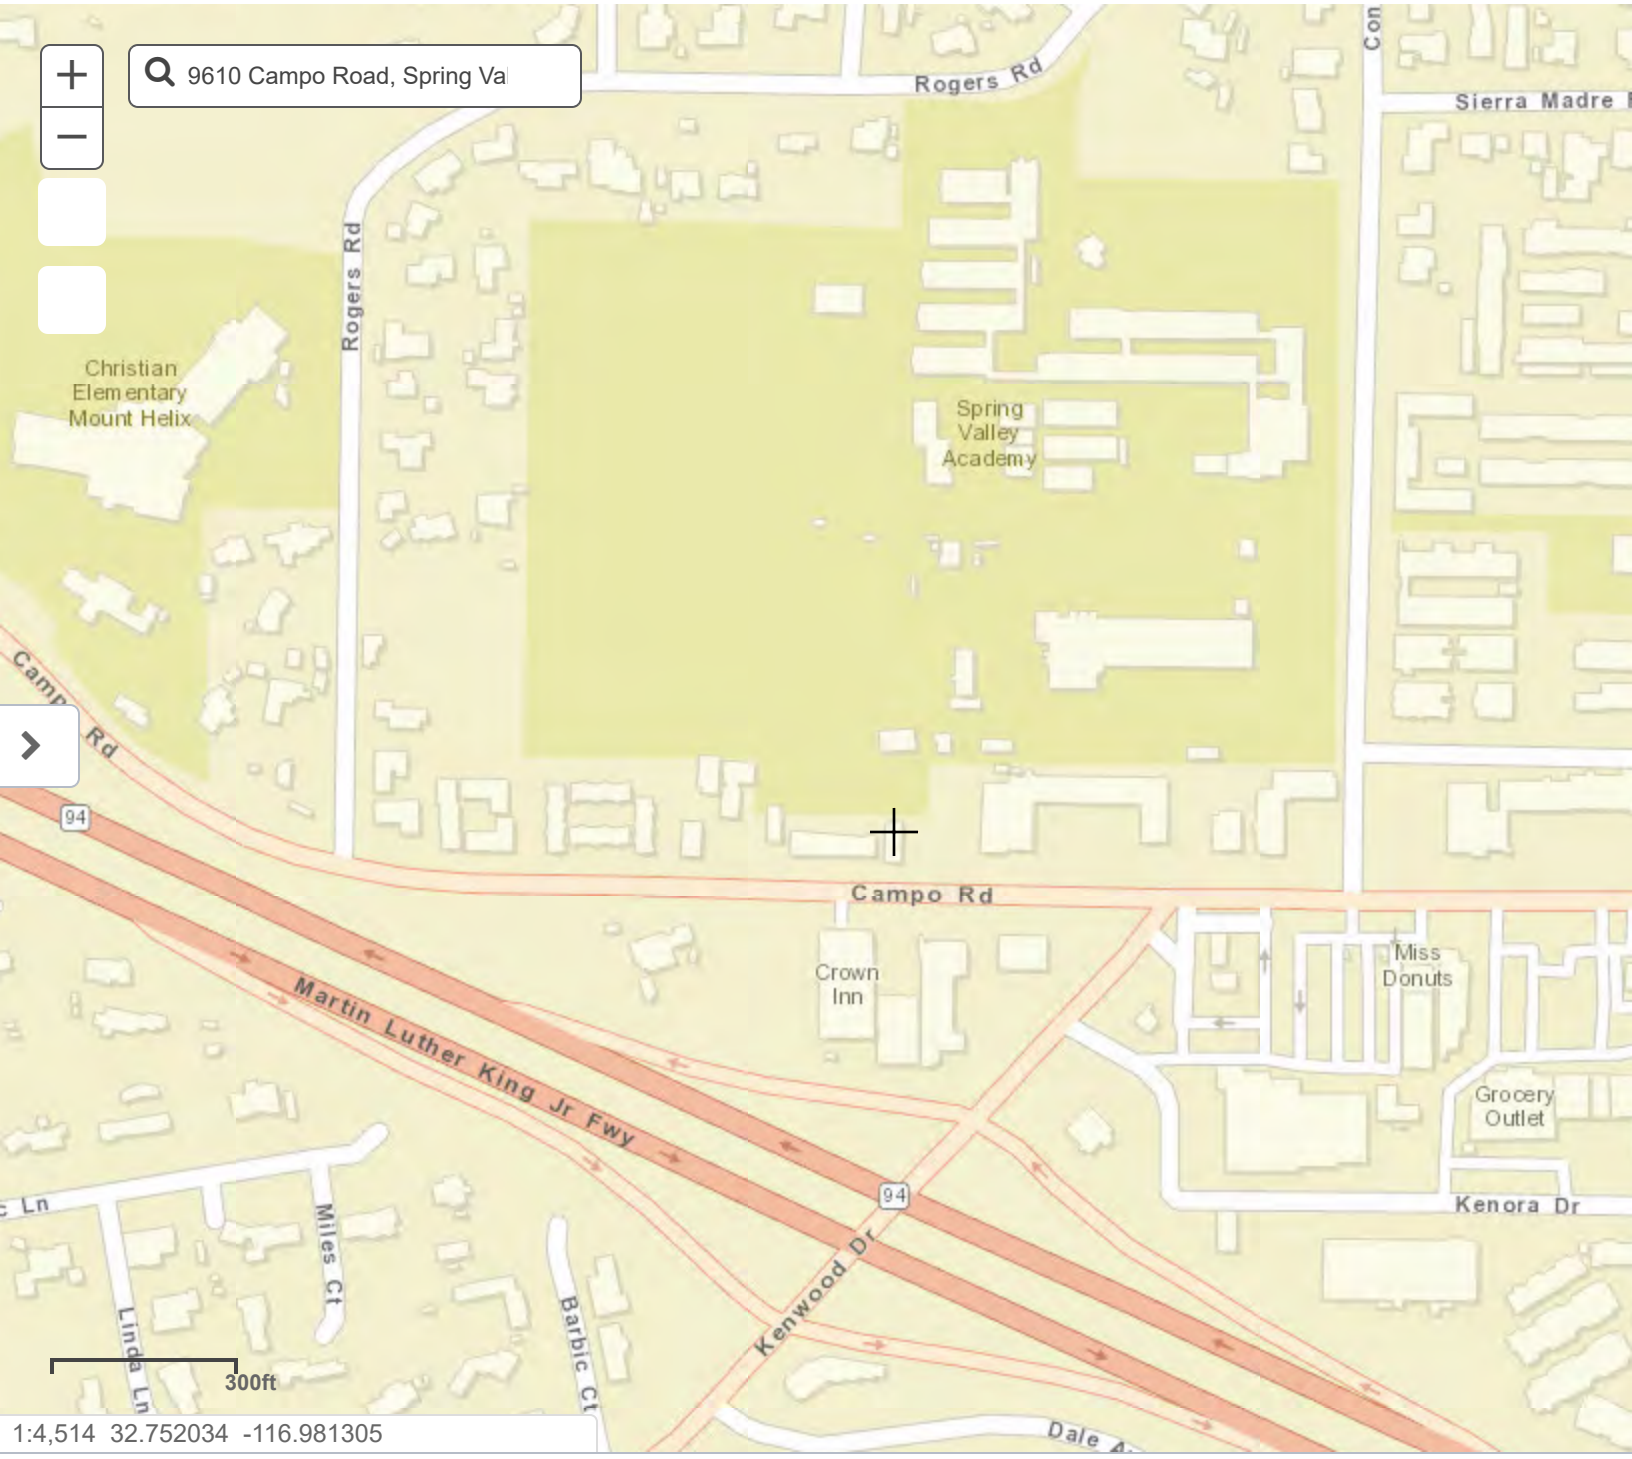 +
−
9610 Campo Road, Spring Va
Rogers Rd
Con
Sierra Madre
Rogers Rd
Christian
Elementary
Mount Helix
Spring
Valley
Academy
Campo Rd
94
Campo Rd
Crown
Inn
Miss
Donuts
Martin Luther King Jr Fwy
Grocery
Outlet
94
Kenora Dr
Ln
Miles Ct
Kenwood Dr
Linda Ln
Barbic Ct
300ft
Dale A
1:4,514 32.752034 -116.981305